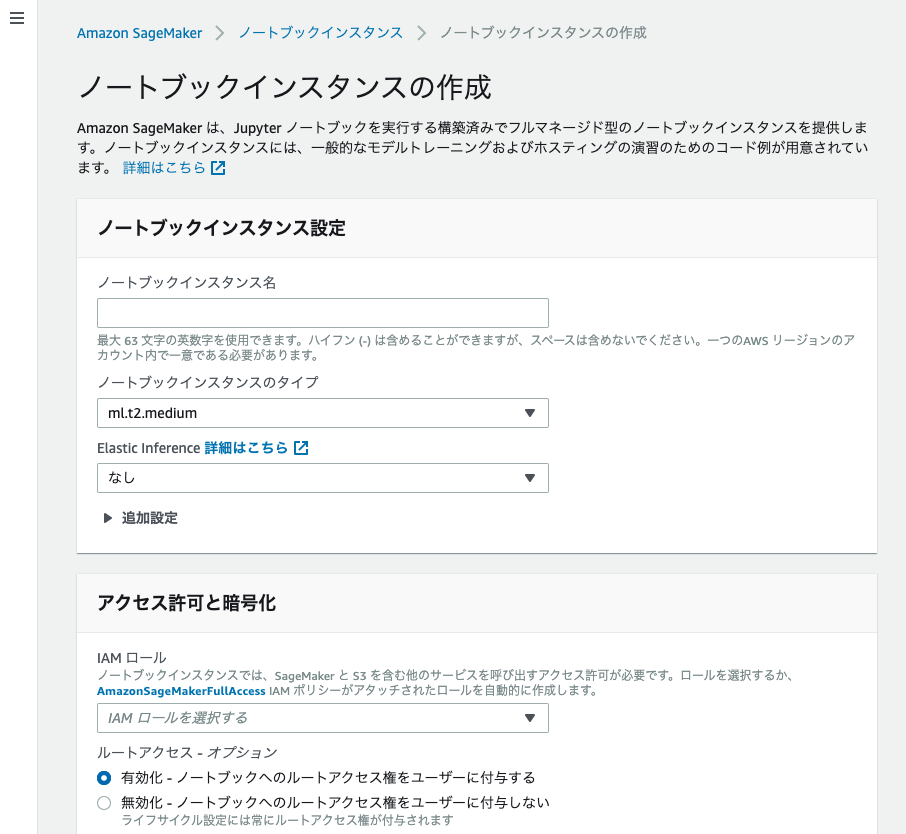 Amazon SageMaker > ノートブックインスタンス > ノートブックインスタンスの作成
ノートブックインスタンスの作成
Amazon SageMaker は、Jupyter ノートブックを実行する構築済みでフルマネージド型のノートブックインスタンスを提供しま
す。ノートブックインスタンスには、一般的なモデルトレーニングおよびホスティングの演習のためのコード例が用意されてい
ます。 詳細はこちら
ノートブックインスタンス設定
ノートブックインスタンス名
最大 63 文字の英数字を使用できます。ハイフン (-) は含めることができますが、スペースは含めないでください。一つのAWS リージョンのア
カウント内で一意である必要があります。
ノートブックインスタンスのタイプ
ml.t2.medium
Elastic Inference 詳細はこちら
なし
追加設定
アクセス許可と暗号化
IAM ロール
ノートブックインスタンスでは、SageMaker と S3 を含む他のサービスを呼び出すアクセス許可が必要です。ロールを選択するか、
AmazonSageMakerFullAccess IAM ポリシーがアタッチされたロールを自動的に作成します。
IAM ロールを選択する
ルートアクセス - オプション
有効化 - ノートブックへのルートアクセス権をユーザーに付与する
無効化 - ノートブックへのルートアクセス権をユーザーに付与しない
ライフサイクル設定には常にルートアクセス権が付与されます